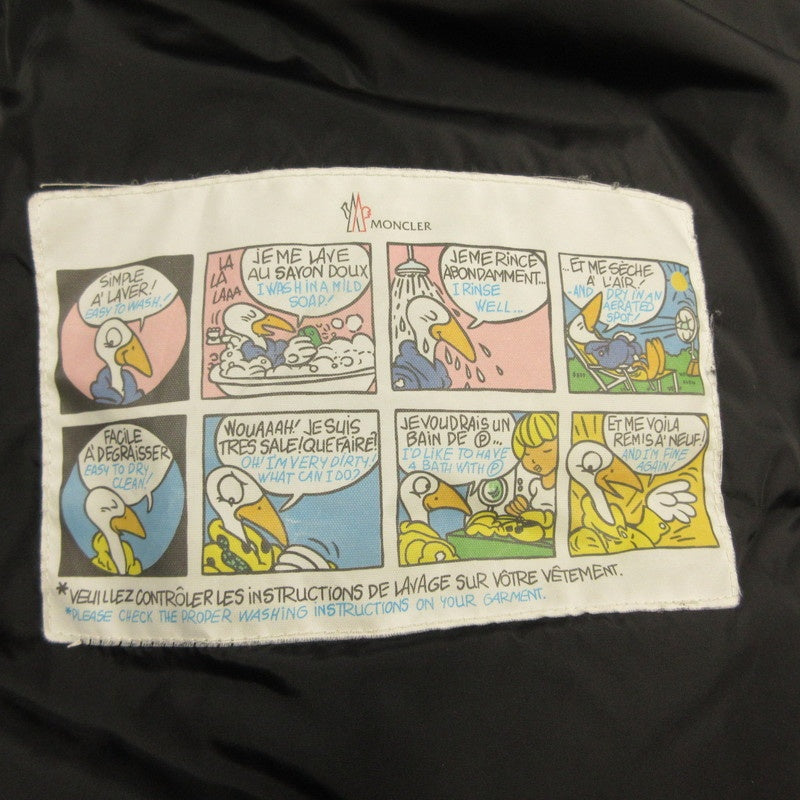 MONCLER
SIMPLE
A' LAVER!
EASY TO WASH!
LA
LÀ
LAAA
JE ME LAVE
AU SAVON DOUX
I WASH IN A MILD
SOAP!
JE ME RINCE
ABONDAMMENT...
I RINSE
WELL...
...ET ME SÈCHE
À L'AIR!
-AND DRY IN AN
AERATED
SPOT!
FACILE
A' DEGRAISSER
EASY TO DRY
CLEAN!
WOUAAAH! JE SUIS
TRES SALE! QUE FAIRE!
OH! I'M VERY DIRTY!
WHAT CAN I DO?
JE VOUDRAIS UN
BAIN DE Ⓟ...
I'D LIKE TO HAVE
A BATH WITH Ⓟ
ET ME VOILA
REMIS A' NEUF!
AND I'M FINE
AGAIN!
*VEUILLEZ CONTRÔLER LES INSTRUCTIONS DE LAVAGE SUR VÔTRE VÊTEMENT.
*PLEASE CHECK THE PROPER WASHING INSTRUCTIONS ON YOUR GARMENT.